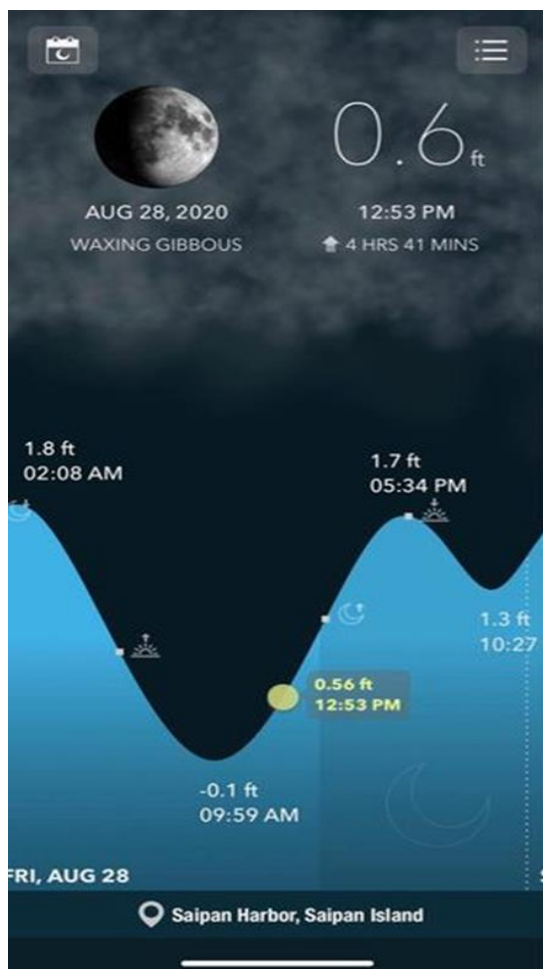 0.6 ft
AUG 28, 2020
12:53 PM
WAXING GIBBOUS
4 HRS 41 MINS
1.8 ft
02:08 AM
1.7 ft
05:34 PM
1.3 ft
10:27
0.56 ft
12:53 PM
-0.1 ft
09:59 AM
FRI, AUG 28
Saipan Harbor, Saipan Island